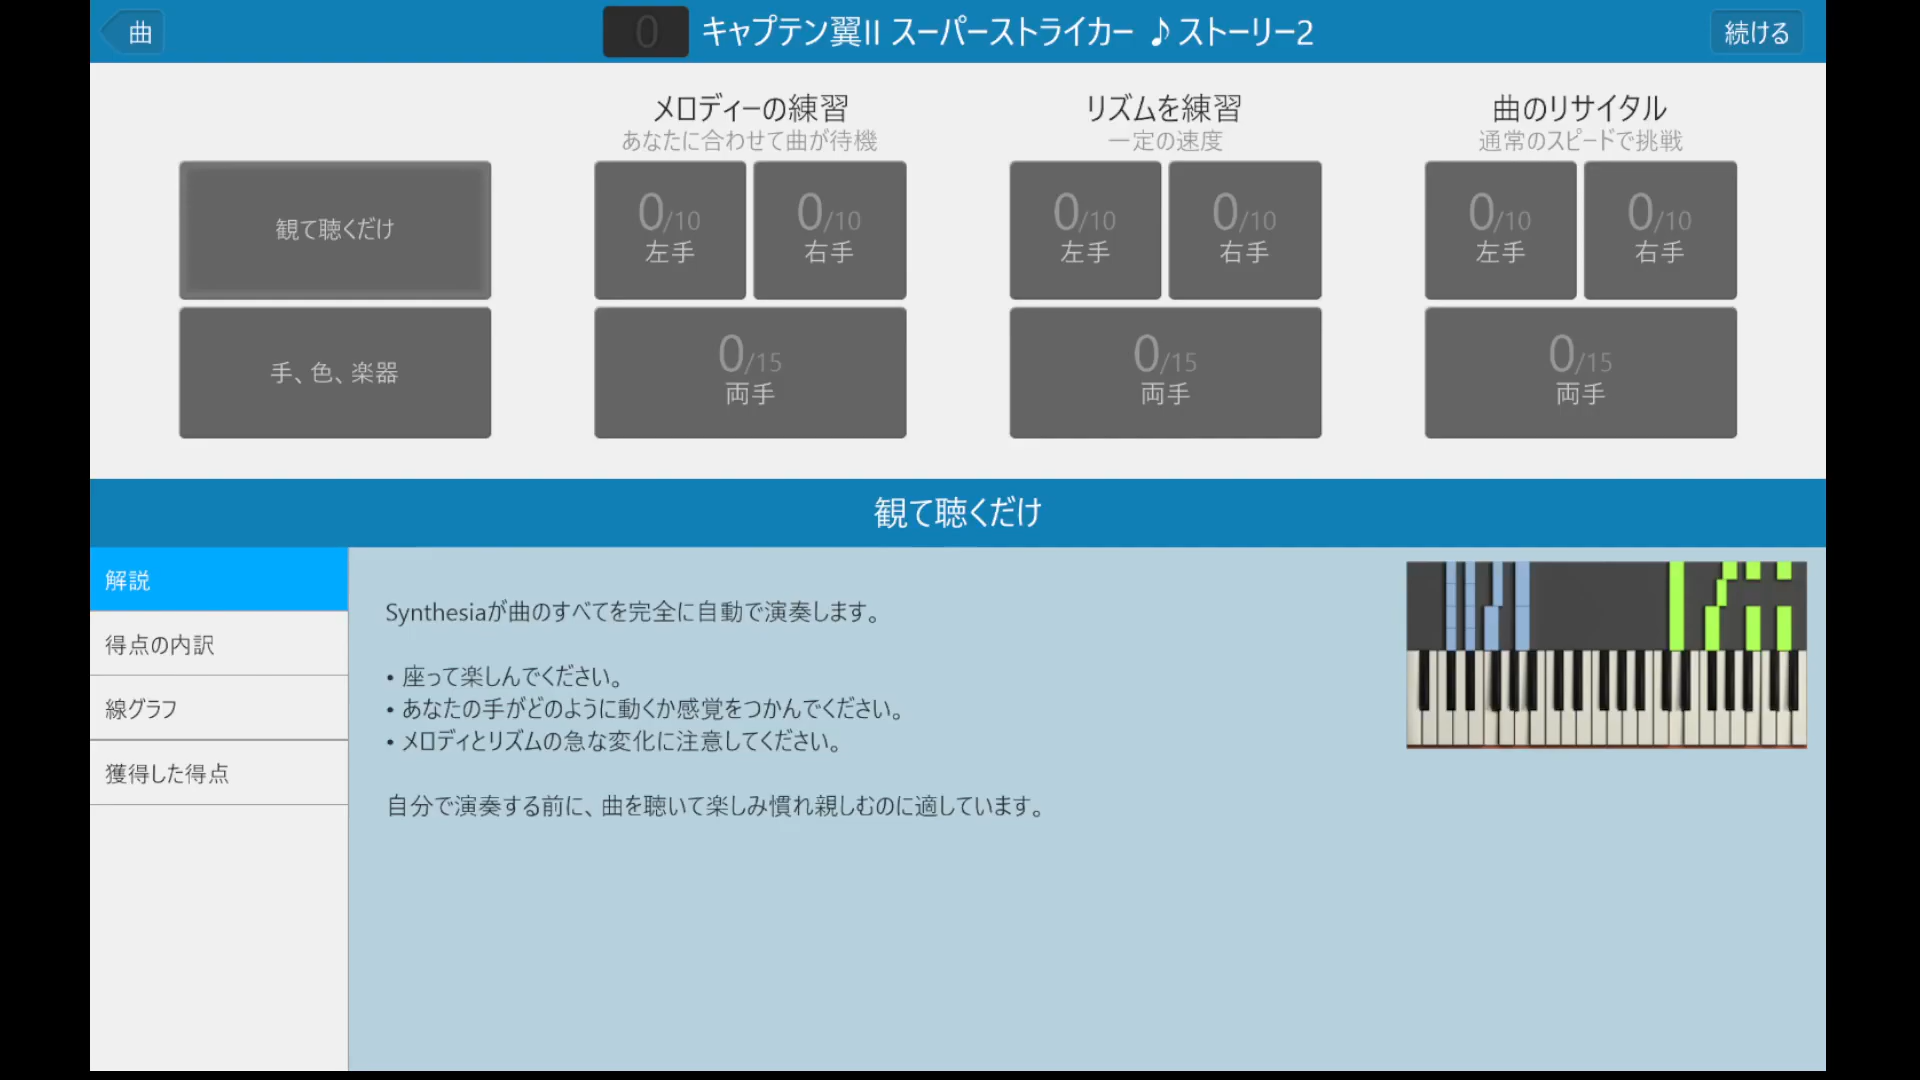 曲
0
キャプテン翼II スーパーストライカー ♪ストーリー2
続ける
メロディーの練習
あなたに合わせて曲が待機
リズムを練習
一定の速度
曲のリサイタル
通常のスピードで挑戦
観て聴くだけ
0/10
左手
0/10
右手
0/10
左手
0/10
右手
0/10
左手
0/10
右手
手、色、楽器
0/15
両手
0/15
両手
0/15
両手
観て聴くだけ
解説
得点の内訳
線グラフ
獲得した得点
Synthesiaが曲のすべてを完全に自動で演奏します。
• 座って楽しんでください。
• あなたの手がどのように動くか感覚をつかんでください。
• メロディとリズムの急な変化に注意してください。
自分で演奏する前に、曲を聴いて楽しみ慣れ親しむのに適しています。